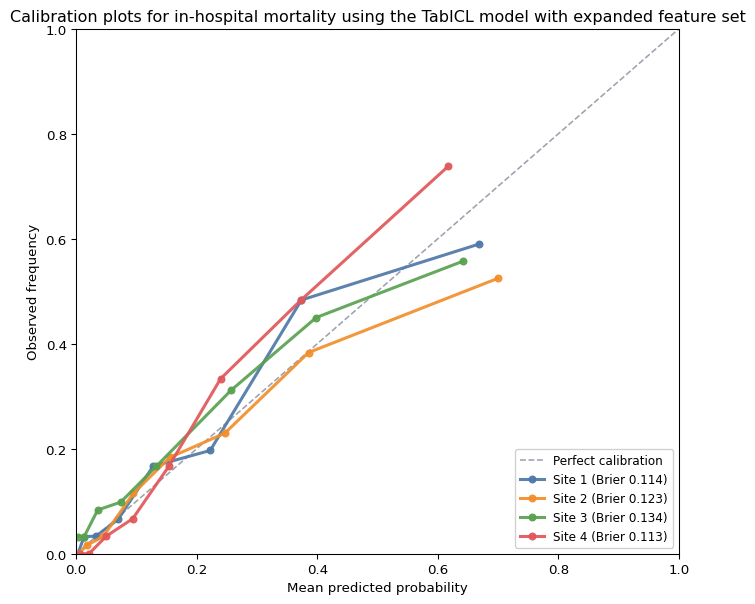 Calibration plots for in-hospital mortality using the TabICL model with expanded feature set
1.0
0.8
0.6
0.4
0.2
0.0
Observed frequency
0.0 0.2 0.4 0.6 0.8 1.0
Mean predicted probability
Perfect calibration
Site 1 (Brier 0.114)
Site 2 (Brier 0.123)
Site 3 (Brier 0.134)
Site 4 (Brier 0.113)